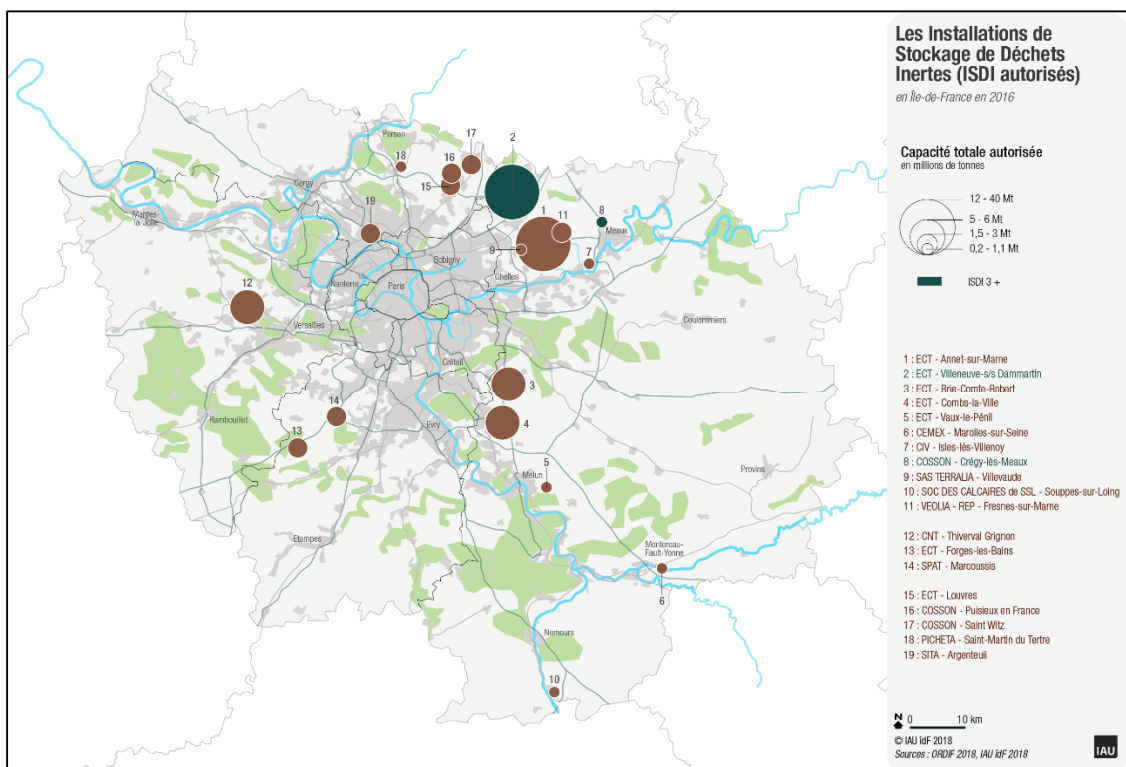 Les Installations de
Stockage de Déchets
Inertes (ISDI autorisés)
en Île-de-France en 2016
Capacité totale autorisée
en millions de tonnes
12 - 40 Mt
5 - 6 Mt
1,5 - 3 Mt
0,2 - 1,1 Mt
ISDI 3 +
1 : ECT - Annet-sur-Marne
2 : ECT - Villeneuve-s/s Dammartin
3 : ECT - Brie-Comte-Robert
4 : ECT - Combs-la-Ville
5 : ECT - Vaux-le-Pénil
6 : CEMEX - Marolles-sur-Seine
7 : CIV - Isles-lès-Villenoy
8 : COSSON - Crégy-lès-Meaux
9 : SAS TERRALIA - Villevaude
10 : SOC DES CALCAIRES de SSL - Souppes-sur-Loing
11 : VEOLIA - REP - Fresnes-sur-Marne
12 : CNT - Thiverval Grignon
13 : ECT - Forges-les-Bains
14 : SPAT - Marcoussis
15 : ECT - Louvres
16 : COSSON - Puisieux en France
17 : COSSON - Saint Witz
18 : PICHETA - Saint-Martin du Tertre
19 : SITA - Argenteuil
N 0 10 km
© IAU îdF 2018
Sources : ORDIF 2018, IAU îdF 2018
IAU
Persan
17
2
18
16
15
Cergy
19
1
11
8
Mantes-
la-Jolie
Meaux
9
7
Bobigny
Chelles
12
Nanterre
Paris
Versailles
Coulommiers
Créteil
3
14
Rambouillet
Evry
4
13
Provins
Melun
5
Etampes
Montereau-
Fault-Yonne
6
Nemours
10